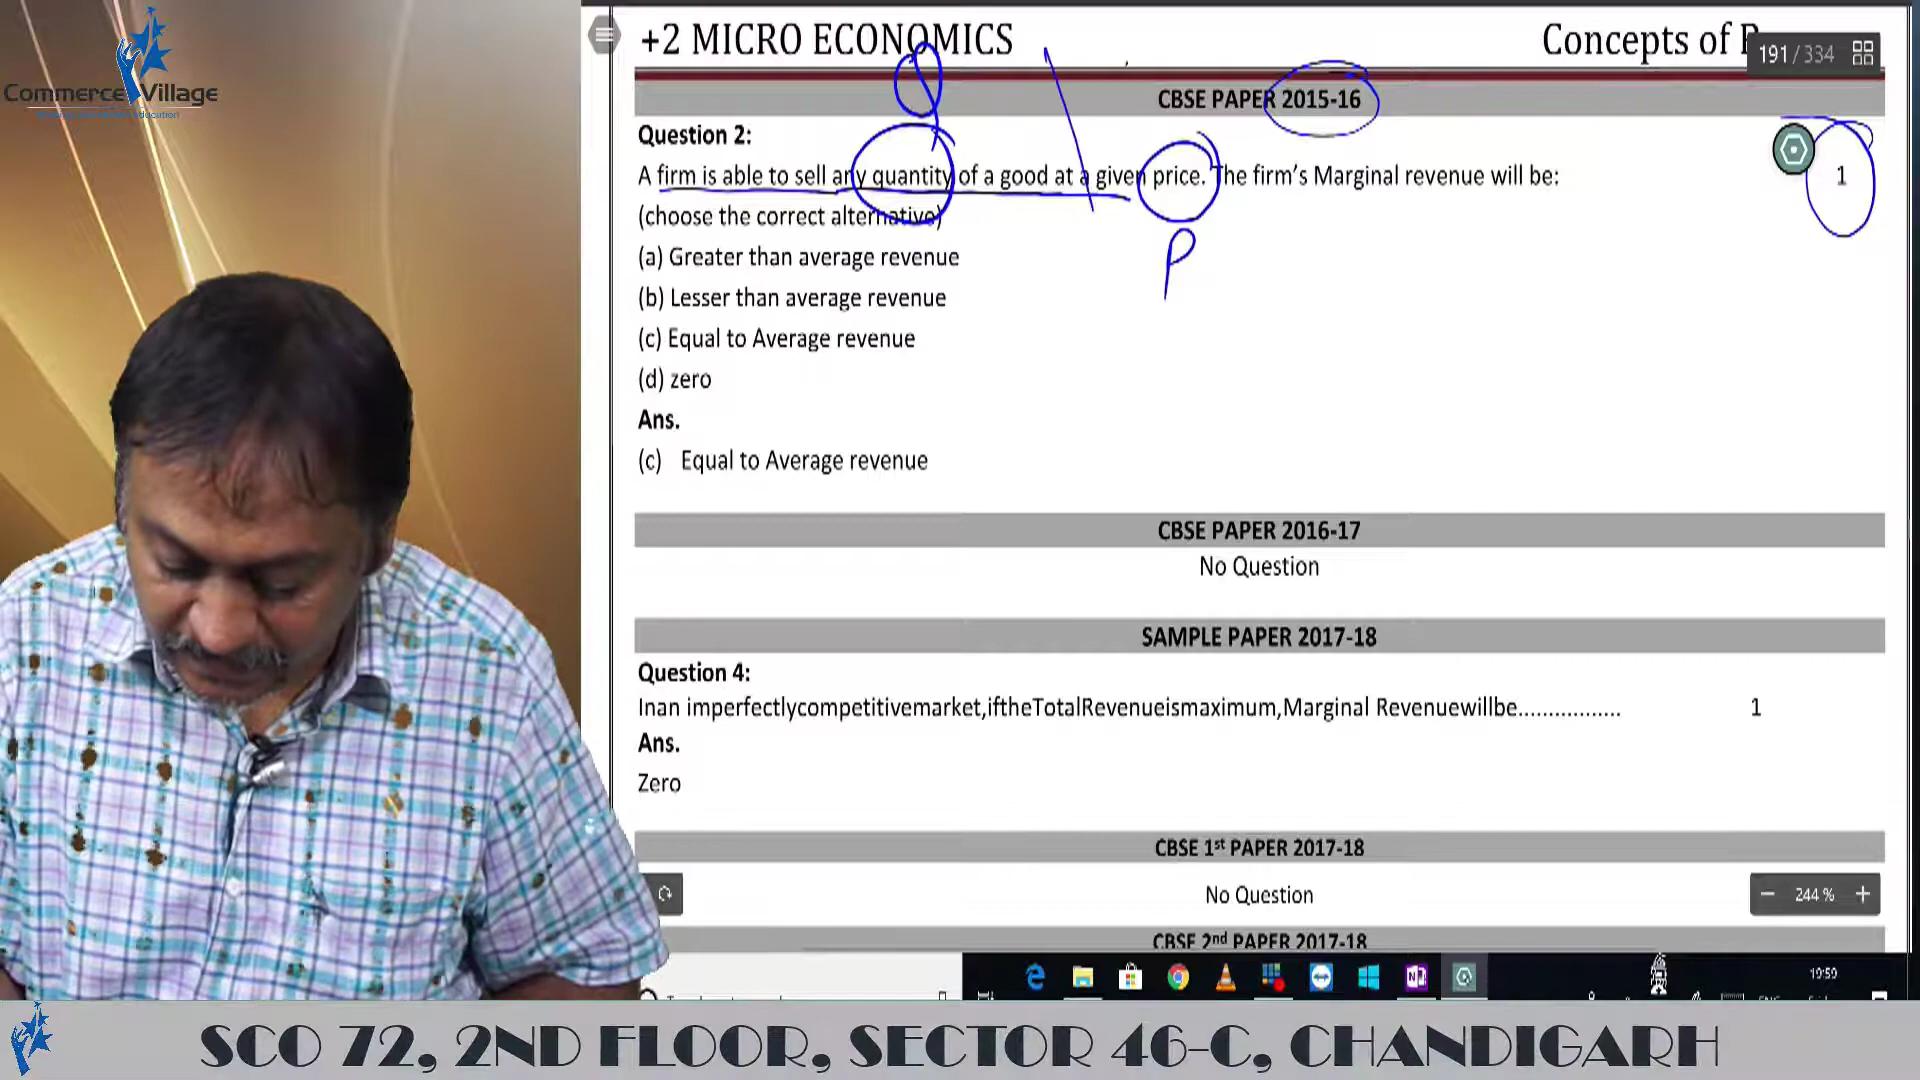 Commerce Village
+2 MICRO ECONOMICS
Concepts of
191 / 334
CBSE PAPER 2015-16
Question 2:
A firm is able to sell any quantity of a good at a given price. The firm's Marginal revenue will be:
1
(choose the correct alternative)
P
(a) Greater than average revenue
(b) Lesser than average revenue
(c) Equal to Average revenue
(d) zero
Ans.
(c) Equal to Average revenue
CBSE PAPER 2016-17
No Question
SAMPLE PAPER 2017-18
Question 4:
Inan imperfectlycompetitivemarket,iftheTotalRevenueismaximum,Marginal Revenuewillbe.................
1
Ans.
Zero
CBSE 1st PAPER 2017-18
No Question
244 %
CBSE 2nd PAPER 2017-18
19:59
SCO 72, 2ND FLOOR, SECTOR 46-C, CHANDIGARH